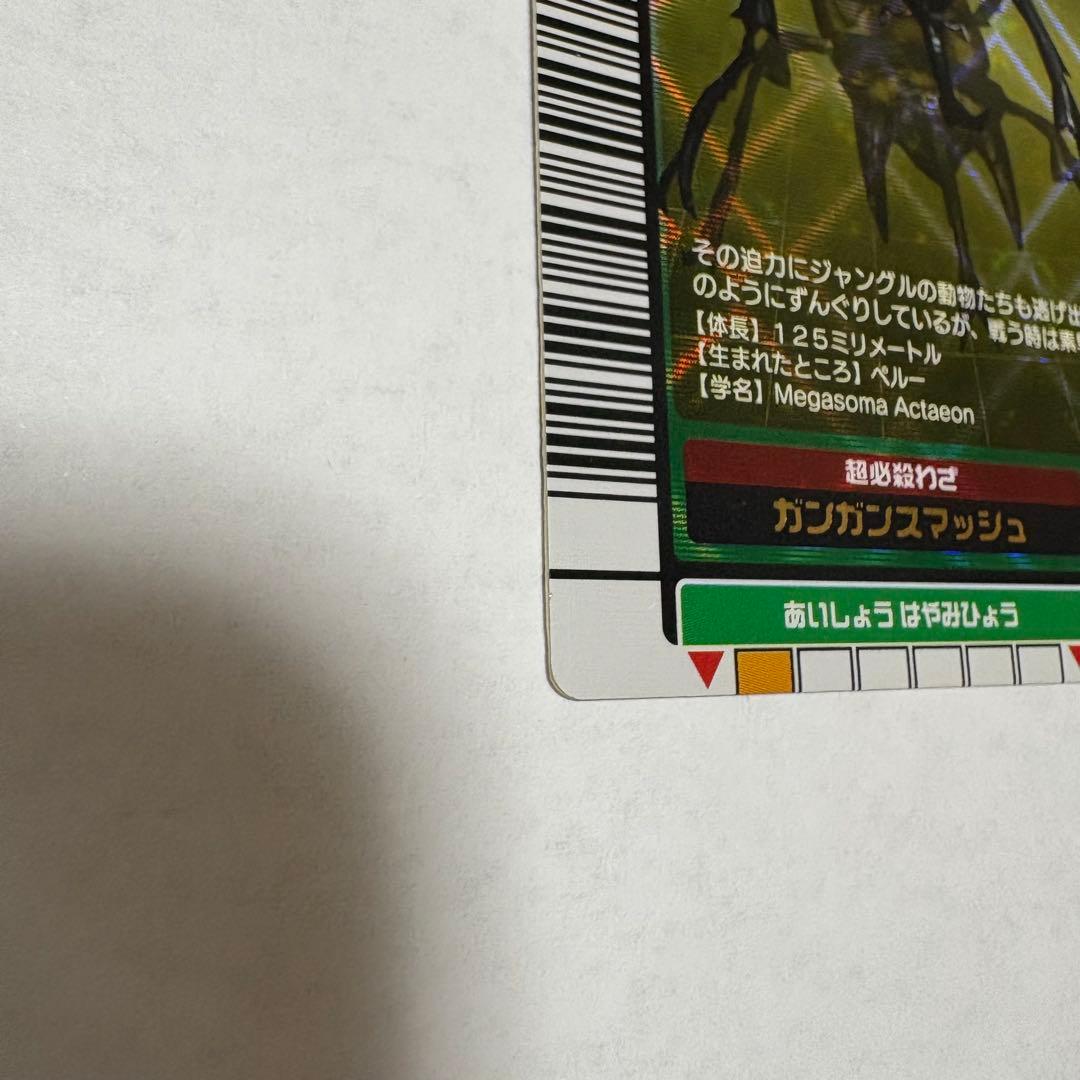 その迫力にジャングルの動物たちも逃げ出
のようにずんぐりしているが、戦う時は素
【体長】125ミリメートル
【生まれたところ】ペルー
【学名】Megasoma Actaeon
超必殺わざ
ガンガンスマッシュ
あいしょう はやみひょう